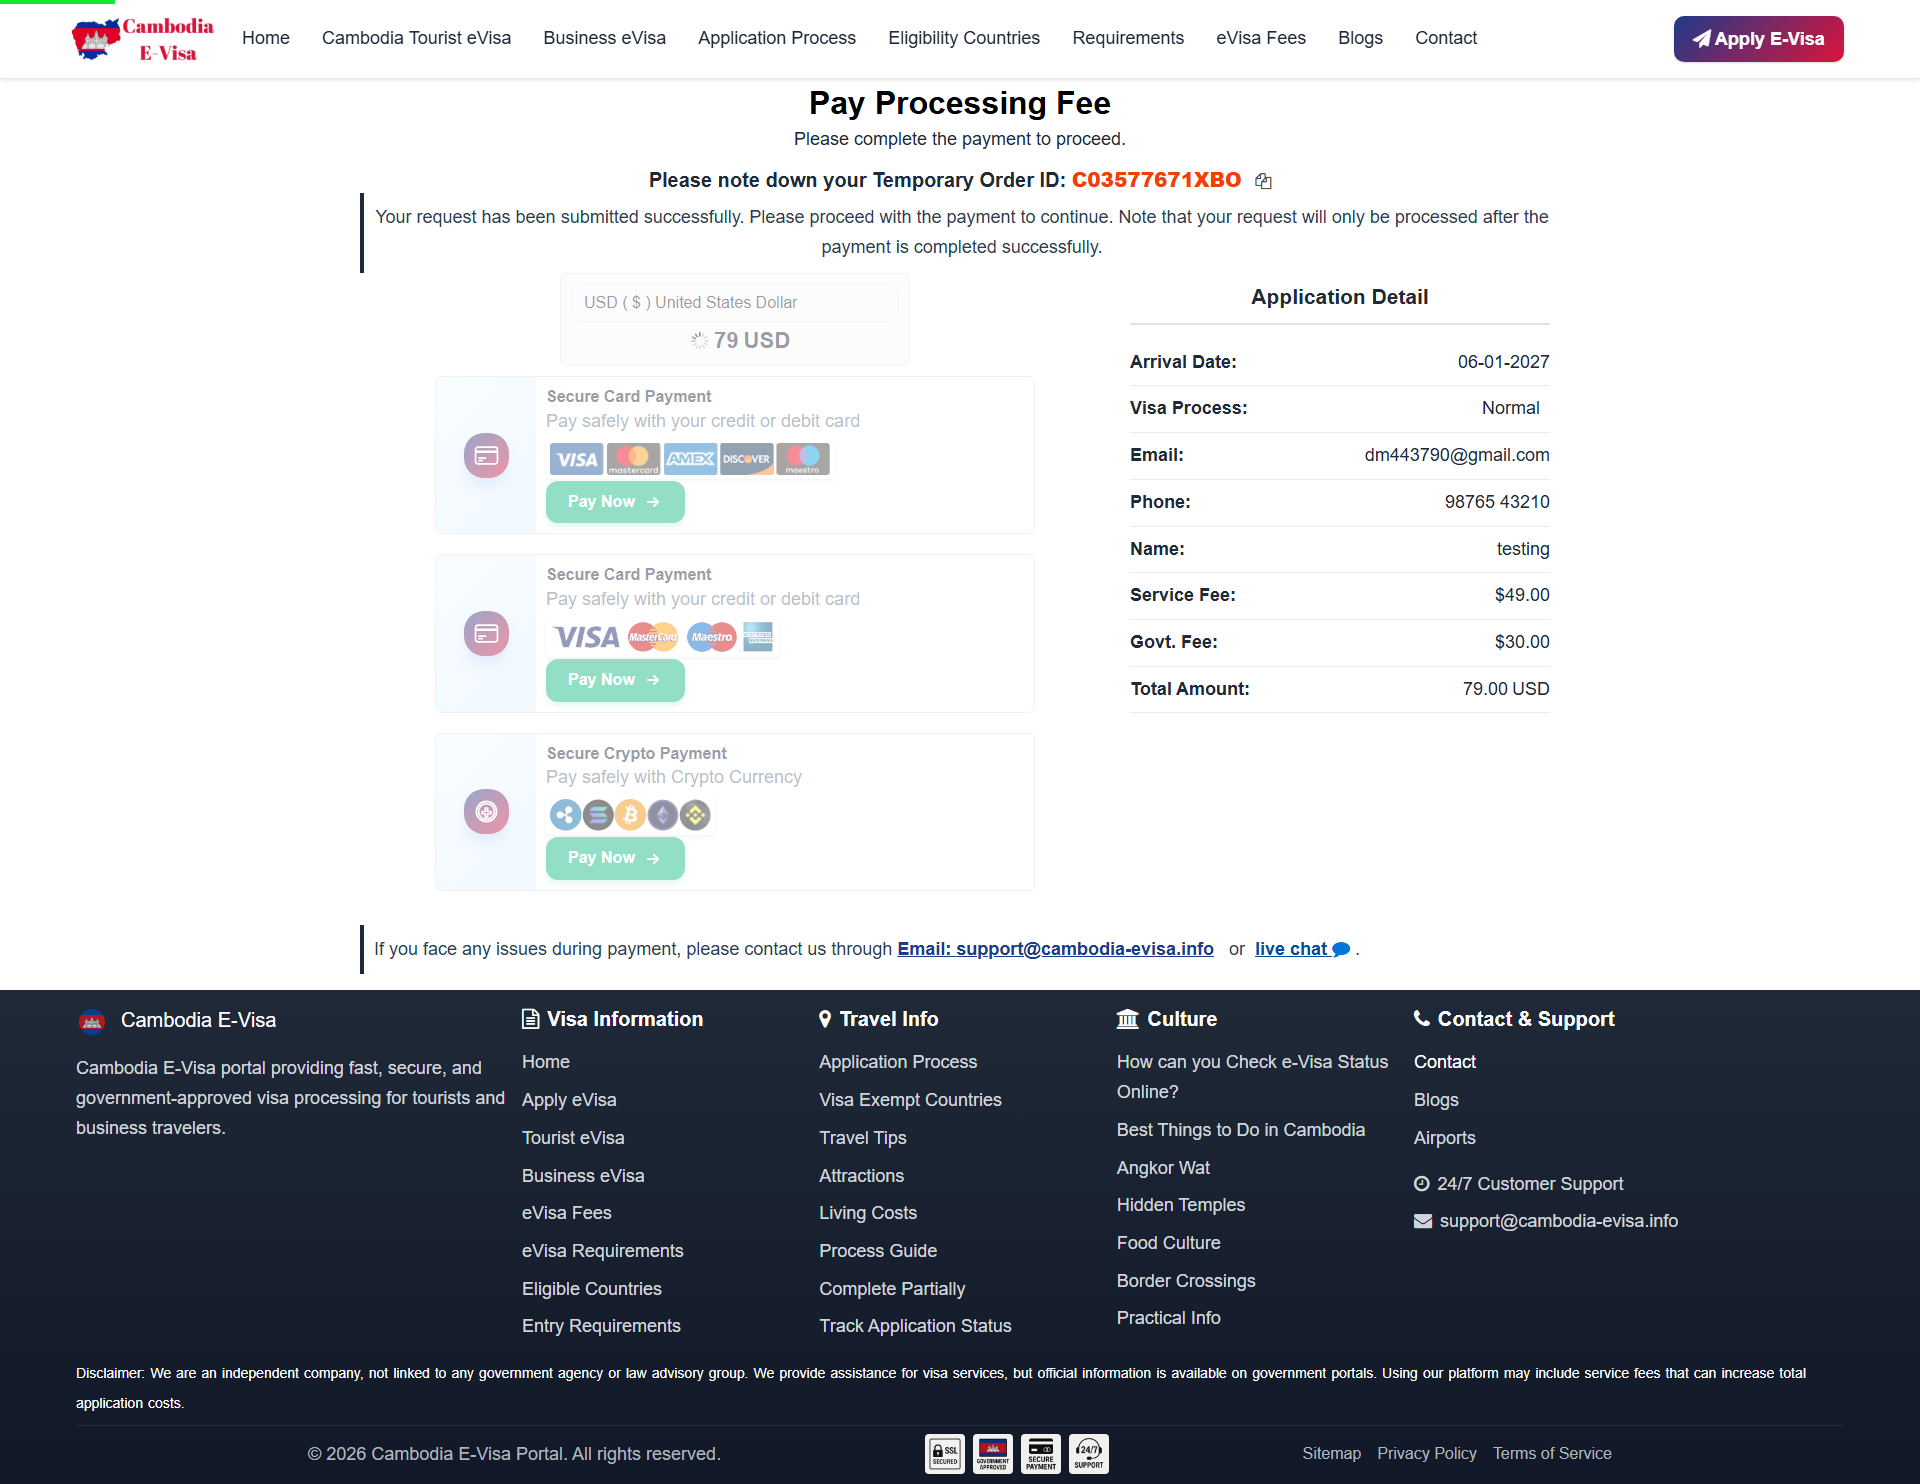 Cambodia
E-Visa
Home Cambodia Tourist eVisa Business eVisa Application Process Eligibility Countries Requirements eVisa Fees Blogs Contact
Apply E-Visa
Pay Processing Fee
Please complete the payment to proceed.
Please note down your Temporary Order ID: C03577671XBO
Your request has been submitted successfully. Please proceed with the payment to continue. Note that your request will only be processed after the
payment is completed successfully.
USD ( $ ) United States Dollar
79 USD
Secure Card Payment
Pay safely with your credit or debit card
VISA mastercard AMEX DISCOVER maestro
Pay Now
Secure Card Payment
Pay safely with your credit or debit card
VISA MasterCard Maestro
Pay Now
Secure Crypto Payment
Pay safely with Crypto Currency
Pay Now
Application Detail
Arrival Date: 06-01-2027
Visa Process: Normal
Email: dm443790@gmail.com
Phone: 98765 43210
Name: testing
Service Fee: $49.00
Govt. Fee: $30.00
Total Amount: 79.00 USD
If you face any issues during payment, please contact us through Email: support@cambodia-evisa.info or live chat .
Cambodia E-Visa
Cambodia E-Visa portal providing fast, secure, and
government-approved visa processing for tourists and
business travelers.
Visa Information
Home
Apply eVisa
Tourist eVisa
Business eVisa
eVisa Fees
eVisa Requirements
Eligible Countries
Entry Requirements
Travel Info
Application Process
Visa Exempt Countries
Travel Tips
Attractions
Living Costs
Process Guide
Complete Partially
Track Application Status
Culture
How can you Check e-Visa Status
Online?
Best Things to Do in Cambodia
Angkor Wat
Hidden Temples
Food Culture
Border Crossings
Practical Info
Contact & Support
Contact
Blogs
Airports
24/7 Customer Support
support@cambodia-evisa.info
Disclaimer: We are an independent company, not linked to any government agency or law advisory group. We provide assistance for visa services, but official information is available on government portals. Using our platform may include service fees that can increase total
application costs.
© 2026 Cambodia E-Visa Portal. All rights reserved.
SSL
SECURED
GOVERNMENT
APPROVED
SECURE
PAYMENT
24/7
SUPPORT
Sitemap Privacy Policy Terms of Service